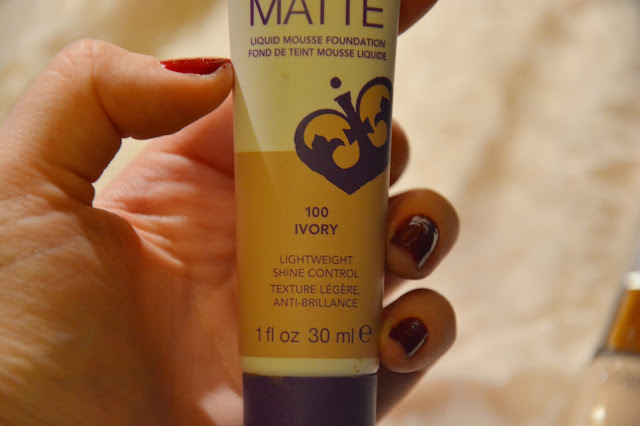 MATTE
LIQUID MOUSSE FOUNDATION
FOND DE TEINT MOUSSE LIQUIDE
100
IVORY
LIGHTWEIGHT
SHINE CONTROL
TEXTURE LÉGÈRE,
ANTI-BRILLANCE
1 fl oz 30 ml e